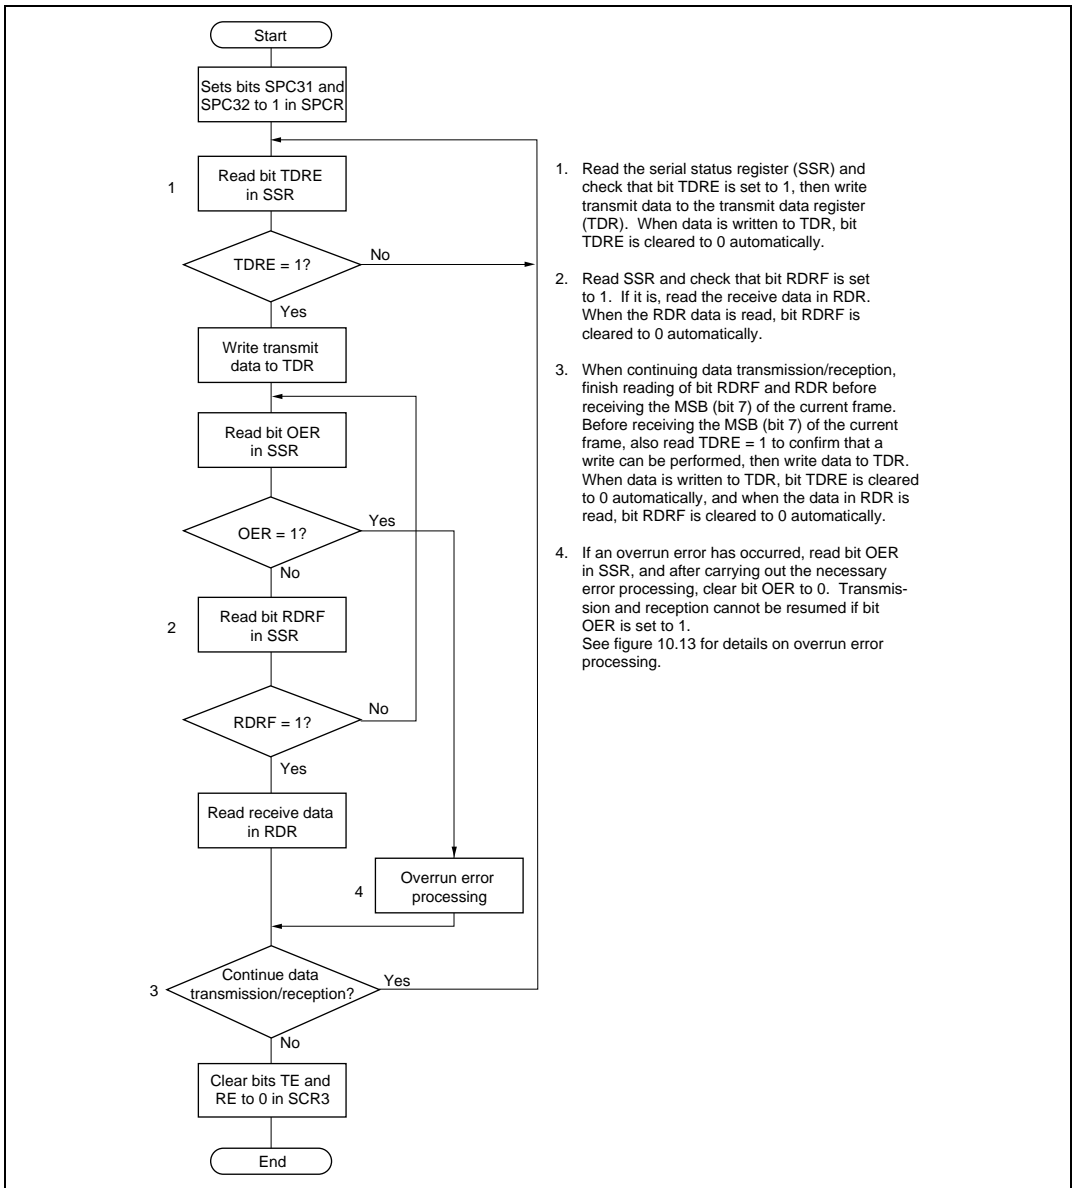 Start
Sets bits SPC31 and
SPC32 to 1 in SPCR
1
Read bit TDRE
in SSR
TDRE = 1?
No
Yes
Write transmit
data to TDR
Read bit OER
in SSR
OER = 1?
Yes
No
2
Read bit RDRF
in SSR
RDRF = 1?
No
Yes
Read receive data
in RDR
4
Overrun error
processing
3
Continue data
transmission/reception?
Yes
No
Clear bits TE and
RE to 0 in SCR3
End
1. Read the serial status register (SSR) and
check that bit TDRE is set to 1, then write
transmit data to the transmit data register
(TDR). When data is written to TDR, bit
TDRE is cleared to 0 automatically.
2. Read SSR and check that bit RDRF is set
to 1. If it is, read the receive data in RDR.
When the RDR data is read, bit RDRF is
cleared to 0 automatically.
3. When continuing data transmission/reception,
finish reading of bit RDRF and RDR before
receiving the MSB (bit 7) of the current frame.
Before receiving the MSB (bit 7) of the current
frame, also read TDRE = 1 to confirm that a
write can be performed, then write data to TDR.
When data is written to TDR, bit TDRE is cleared
to 0 automatically, and when the data in RDR is
read, bit RDRF is cleared to 0 automatically.
4. If an overrun error has occurred, read bit OER
in SSR, and after carrying out the necessary
error processing, clear bit OER to 0. Transmis-
sion and reception cannot be resumed if bit
OER is set to 1.
See figure 10.13 for details on overrun error
processing.